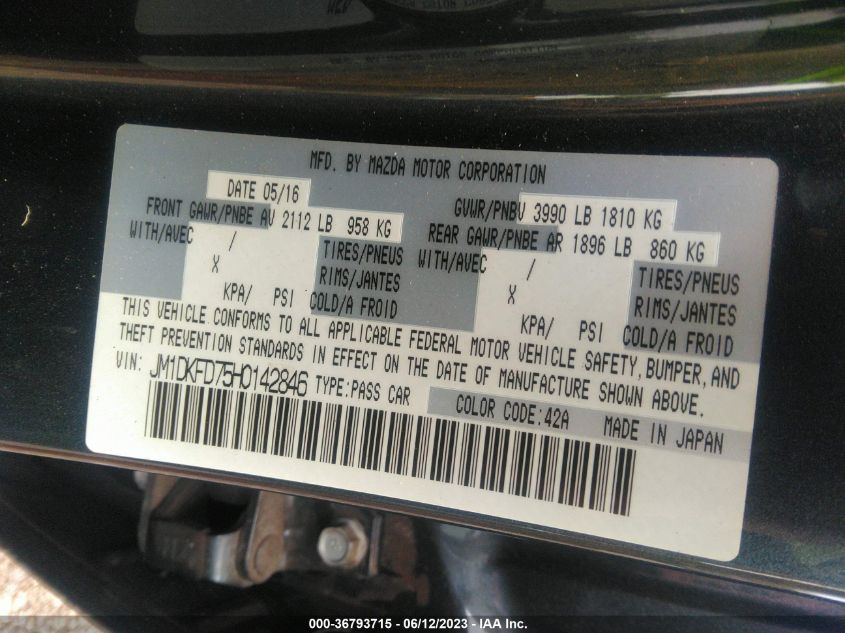 MFD. BY MAZDA MOTOR CORPORATION
DATE 05/16
GVWR/PNBV 3990 LB 1810 KG
FRONT GAWR/PNBE AV 2112 LB 958 KG
REAR GAWR/PNBE AR 1896 LB 860 KG
WITH/AVEC / TIRES/PNEUS
WITH/AVEC / TIRES/PNEUS
X RIMS/JANTES
X RIMS/JANTES
KPA/ PSI COLD/A FROID
KPA/ PSI COLD/A FROID
THIS VEHICLE CONFORMS TO ALL APPLICABLE FEDERAL MOTOR VEHICLE SAFETY, BUMPER, AND
THEFT PREVENTION STANDARDS IN EFFECT ON THE DATE OF MANUFACTURE SHOWN ABOVE.
VIN: JM1DKFD75H0142846 TYPE:PASS CAR
COLOR CODE:42A MADE IN JAPAN
000-36793715 - 06/12/2023 - IAA Inc.